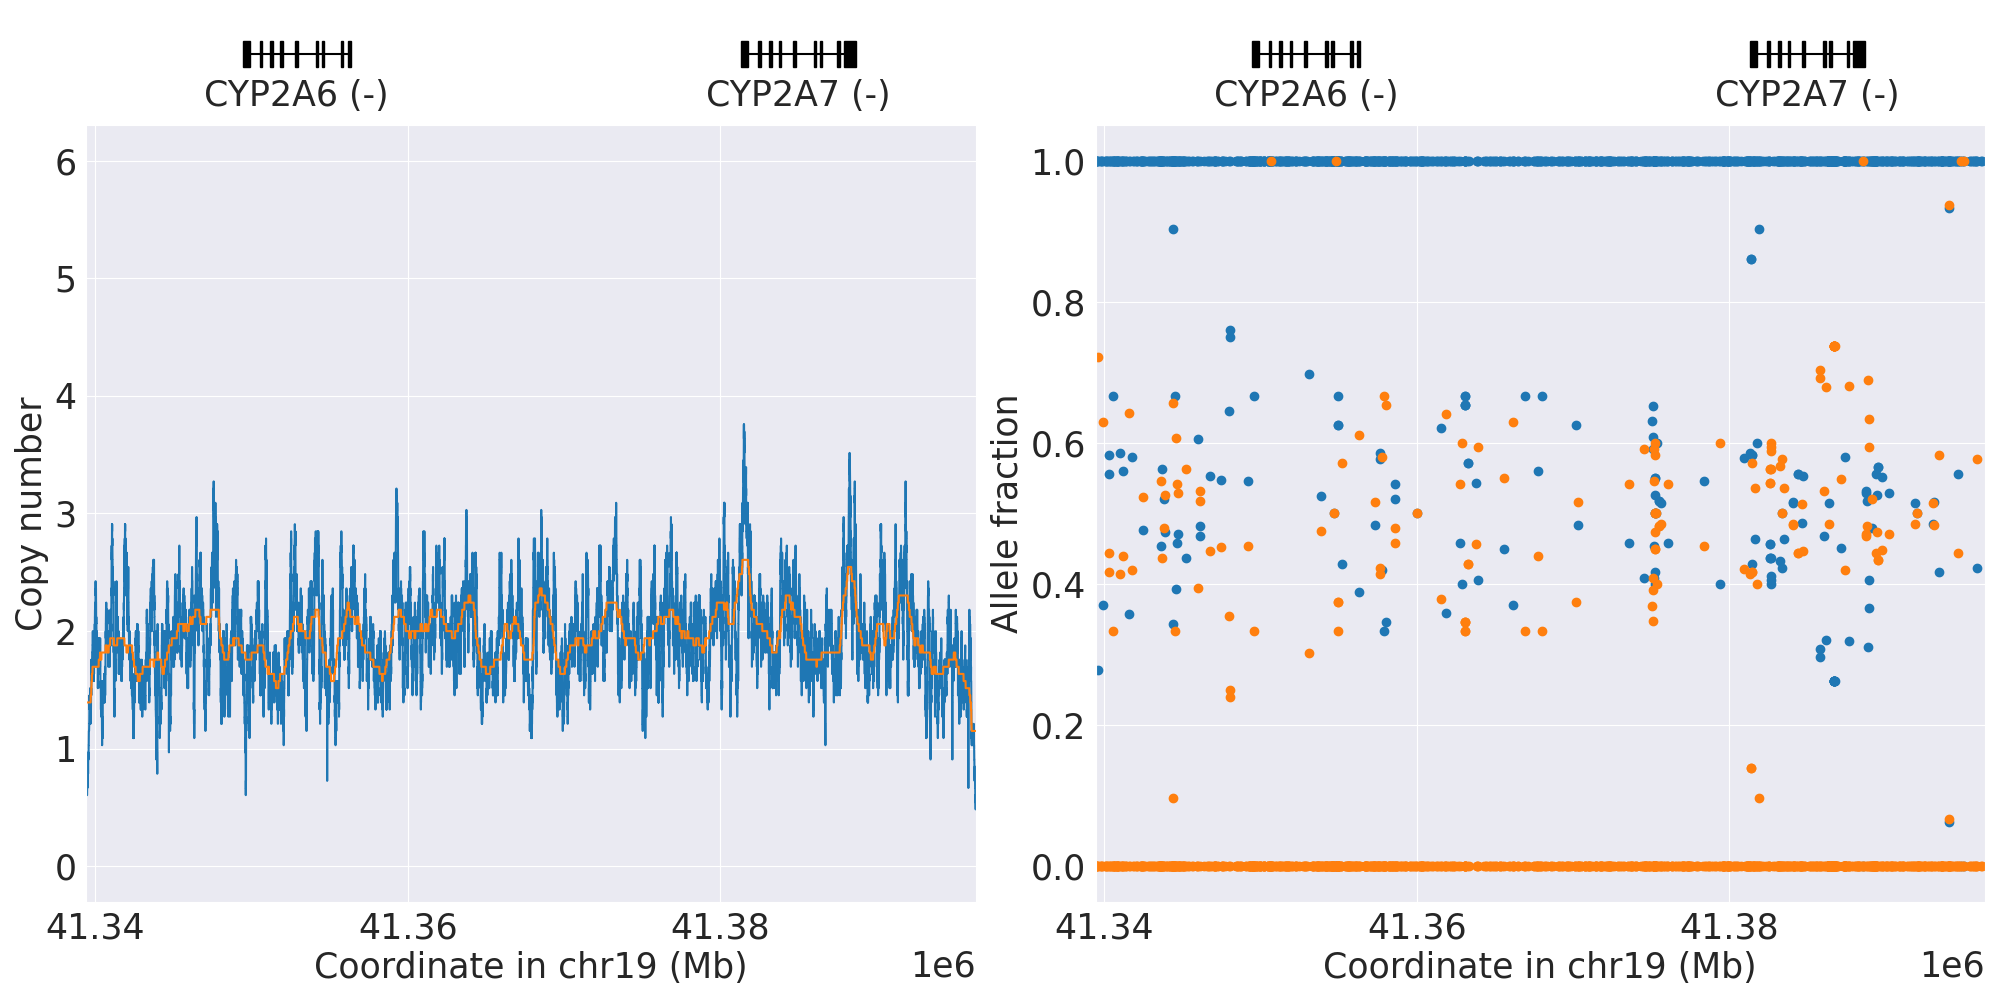 CYP2A6 (-)
CYP2A7 (-)
6
5
4
3
2
1
0
Copy number
41.34
41.36
41.38
Coordinate in chr19 (Mb)
1e6
CYP2A6 (-)
CYP2A7 (-)
1.0
0.8
0.6
0.4
0.2
0.0
Allele fraction
41.34
41.36
41.38
Coordinate in chr19 (Mb)
1e6